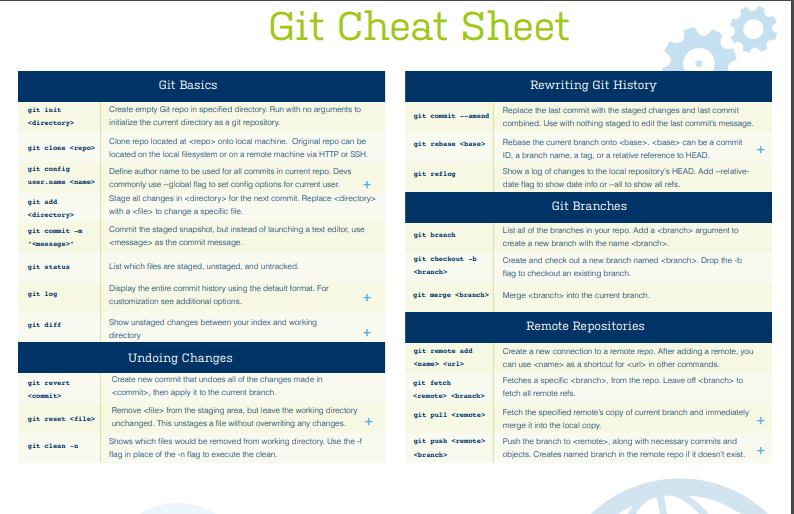 Git Cheat Sheet
Git Basics
git init
<directory>
Create empty Git repo in specified directory. Run with no arguments to
initialize the current directory as a git repository.
git clone <repo>
Clone repo located at <repo> onto local machine. Original repo can be
located on the local filesystem or on a remote machine via HTTP or SSH.
git config
user.name <name>
Define author name to be used for all commits in current repo. Devs
commonly use --global flag to set config options for current user.
+
git add
<directory>
Stage all changes in <directory> for the next commit. Replace <directory>
with a <file> to change a specific file.
git commit -m
"<message>"
Commit the staged snapshot, but instead of launching a text editor, use
<message> as the commit message.
git status
List which files are staged, unstaged, and untracked.
git log
Display the entire commit history using the default format. For
customization see additional options.
+
git diff
Show unstaged changes between your index and working
directory
+
Undoing Changes
git revert
<commit>
Create new commit that undoes all of the changes made in
<commit>, then apply it to the current branch.
git reset <file>
Remove <file> from the staging area, but leave the working directory
unchanged. This unstages a file without overwriting any changes.
+
git clean -n
Shows which files would be removed from working directory. Use the -f
flag in place of the -n flag to execute the clean.
Rewriting Git History
git commit --amend
Replace the last commit with the staged changes and last commit
combined. Use with nothing staged to edit the last commit's message.
git rebase <base>
Rebase the current branch onto <base>. <base> can be a commit
ID, a branch name, a tag, or a relative reference to HEAD.
+
git reflog
Show a log of changes to the local repository's HEAD. Add --relative-
date flag to show date info or --all to show all refs.
Git Branches
git branch
List all of the branches in your repo. Add a <branch> argument to
create a new branch with the name <branch>.
git checkout -b
<branch>
Create and check out a new branch named <branch>. Drop the -b
flag to checkout an existing branch.
git merge <branch>
Merge <branch> into the current branch.
Remote Repositories
git remote add
<name> <url>
Create a new connection to a remote repo. After adding a remote, you
can use <name> as a shortcut for <url> in other commands.
git fetch
<remote> <branch>
Fetches a specific <branch>, from the repo. Leave off <branch> to
fetch all remote refs.
git pull <remote>
Fetch the specified remote's copy of current branch and immediately
merge it into the local copy.
+
git push <remote>
<branch>
Push the branch to <remote>, along with necessary commits and
objects. Creates named branch in the remote repo if it doesn't exist.
+